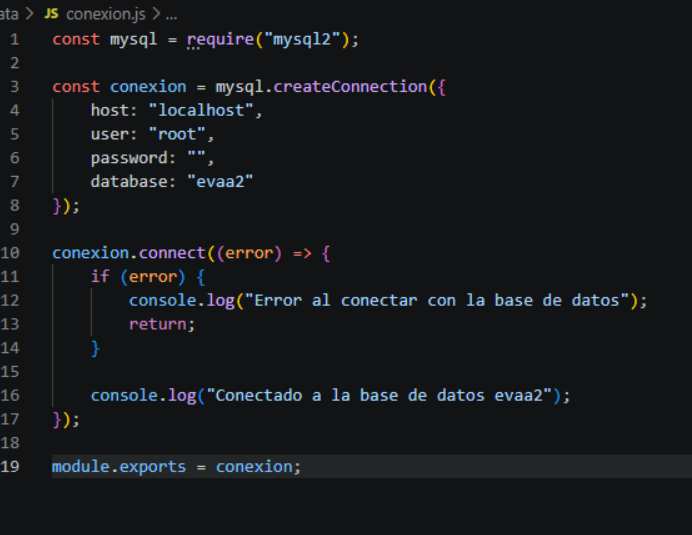 ata > JS conexion.js > ...
1 const mysql = require("mysql2");
2
3 const conexion = mysql.createConnection({
4     host: "localhost",
5     user: "root",
6     password: "",
7     database: "evaa2"
8 });
9
10 conexion.connect((error) => {
11     if (error) {
12         console.log("Error al conectar con la base de datos");
13         return;
14     }
15
16     console.log("Conectado a la base de datos evaa2");
17 });
18
19 module.exports = conexion;